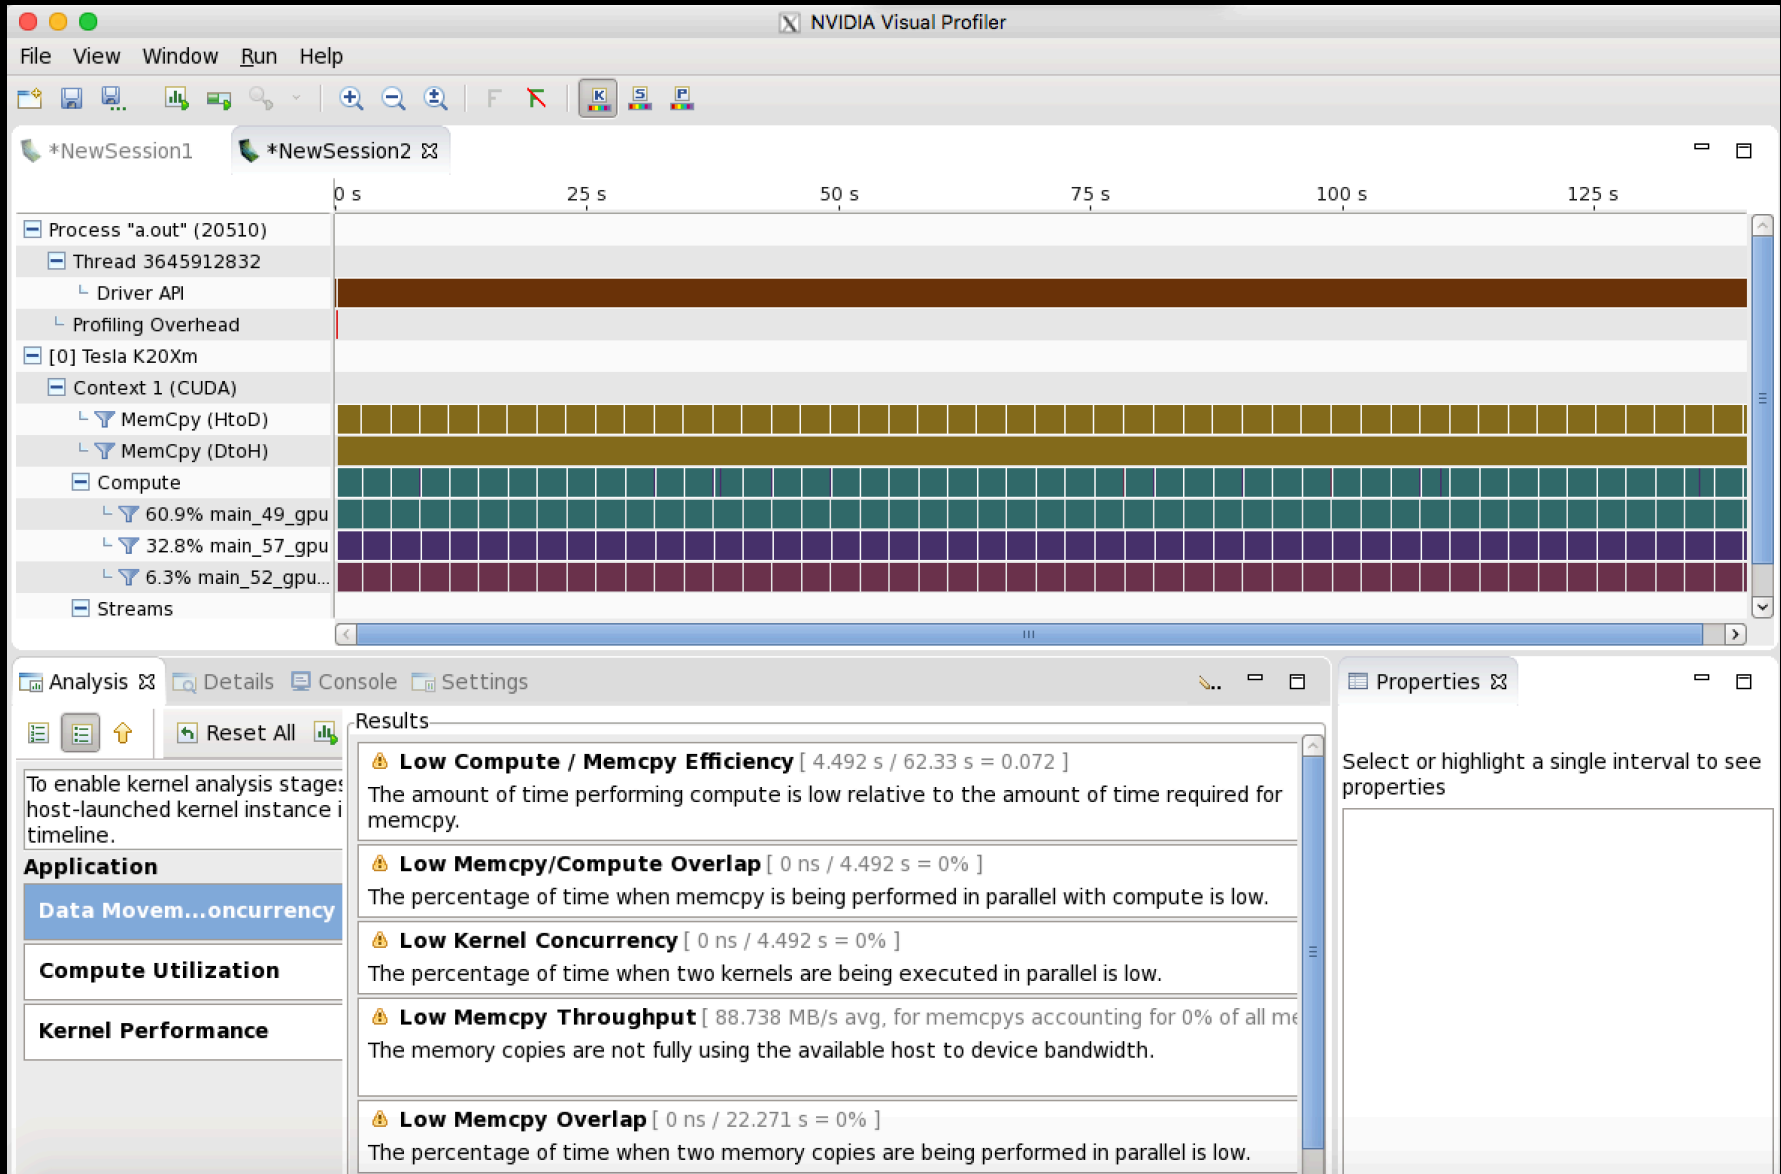 NVIDIA Visual Profiler
File View Window Run Help
*NewSession1 *NewSession2
0 s 25 s 50 s 75 s 100 s 125 s
Process "a.out" (20510)
Thread 3645912832
Driver API
Profiling Overhead
[0] Tesla K20Xm
Context 1 (CUDA)
MemCpy (HtoD)
MemCpy (DtoH)
Compute
60.9% main_49_gpu
32.8% main_57_gpu
6.3% main_52_gpu...
Streams
Analysis Details Console Settings
Reset All
To enable kernel analysis stages
host-launched kernel instance i
timeline.
Application
Data Movem...oncurrency
Compute Utilization
Kernel Performance
Results
Low Compute / Memcpy Efficiency [ 4.492 s / 62.33 s = 0.072 ]
The amount of time performing compute is low relative to the amount of time required for
memcpy.
Low Memcpy/Compute Overlap [ 0 ns / 4.492 s = 0% ]
The percentage of time when memcpy is being performed in parallel with compute is low.
Low Kernel Concurrency [ 0 ns / 4.492 s = 0% ]
The percentage of time when two kernels are being executed in parallel is low.
Low Memcpy Throughput [ 88.738 MB/s avg, for memcpys accounting for 0% of all me
The memory copies are not fully using the available host to device bandwidth.
Low Memcpy Overlap [ 0 ns / 22.271 s = 0% ]
The percentage of time when two memory copies are being performed in parallel is low.
Properties
Select or highlight a single interval to see
properties